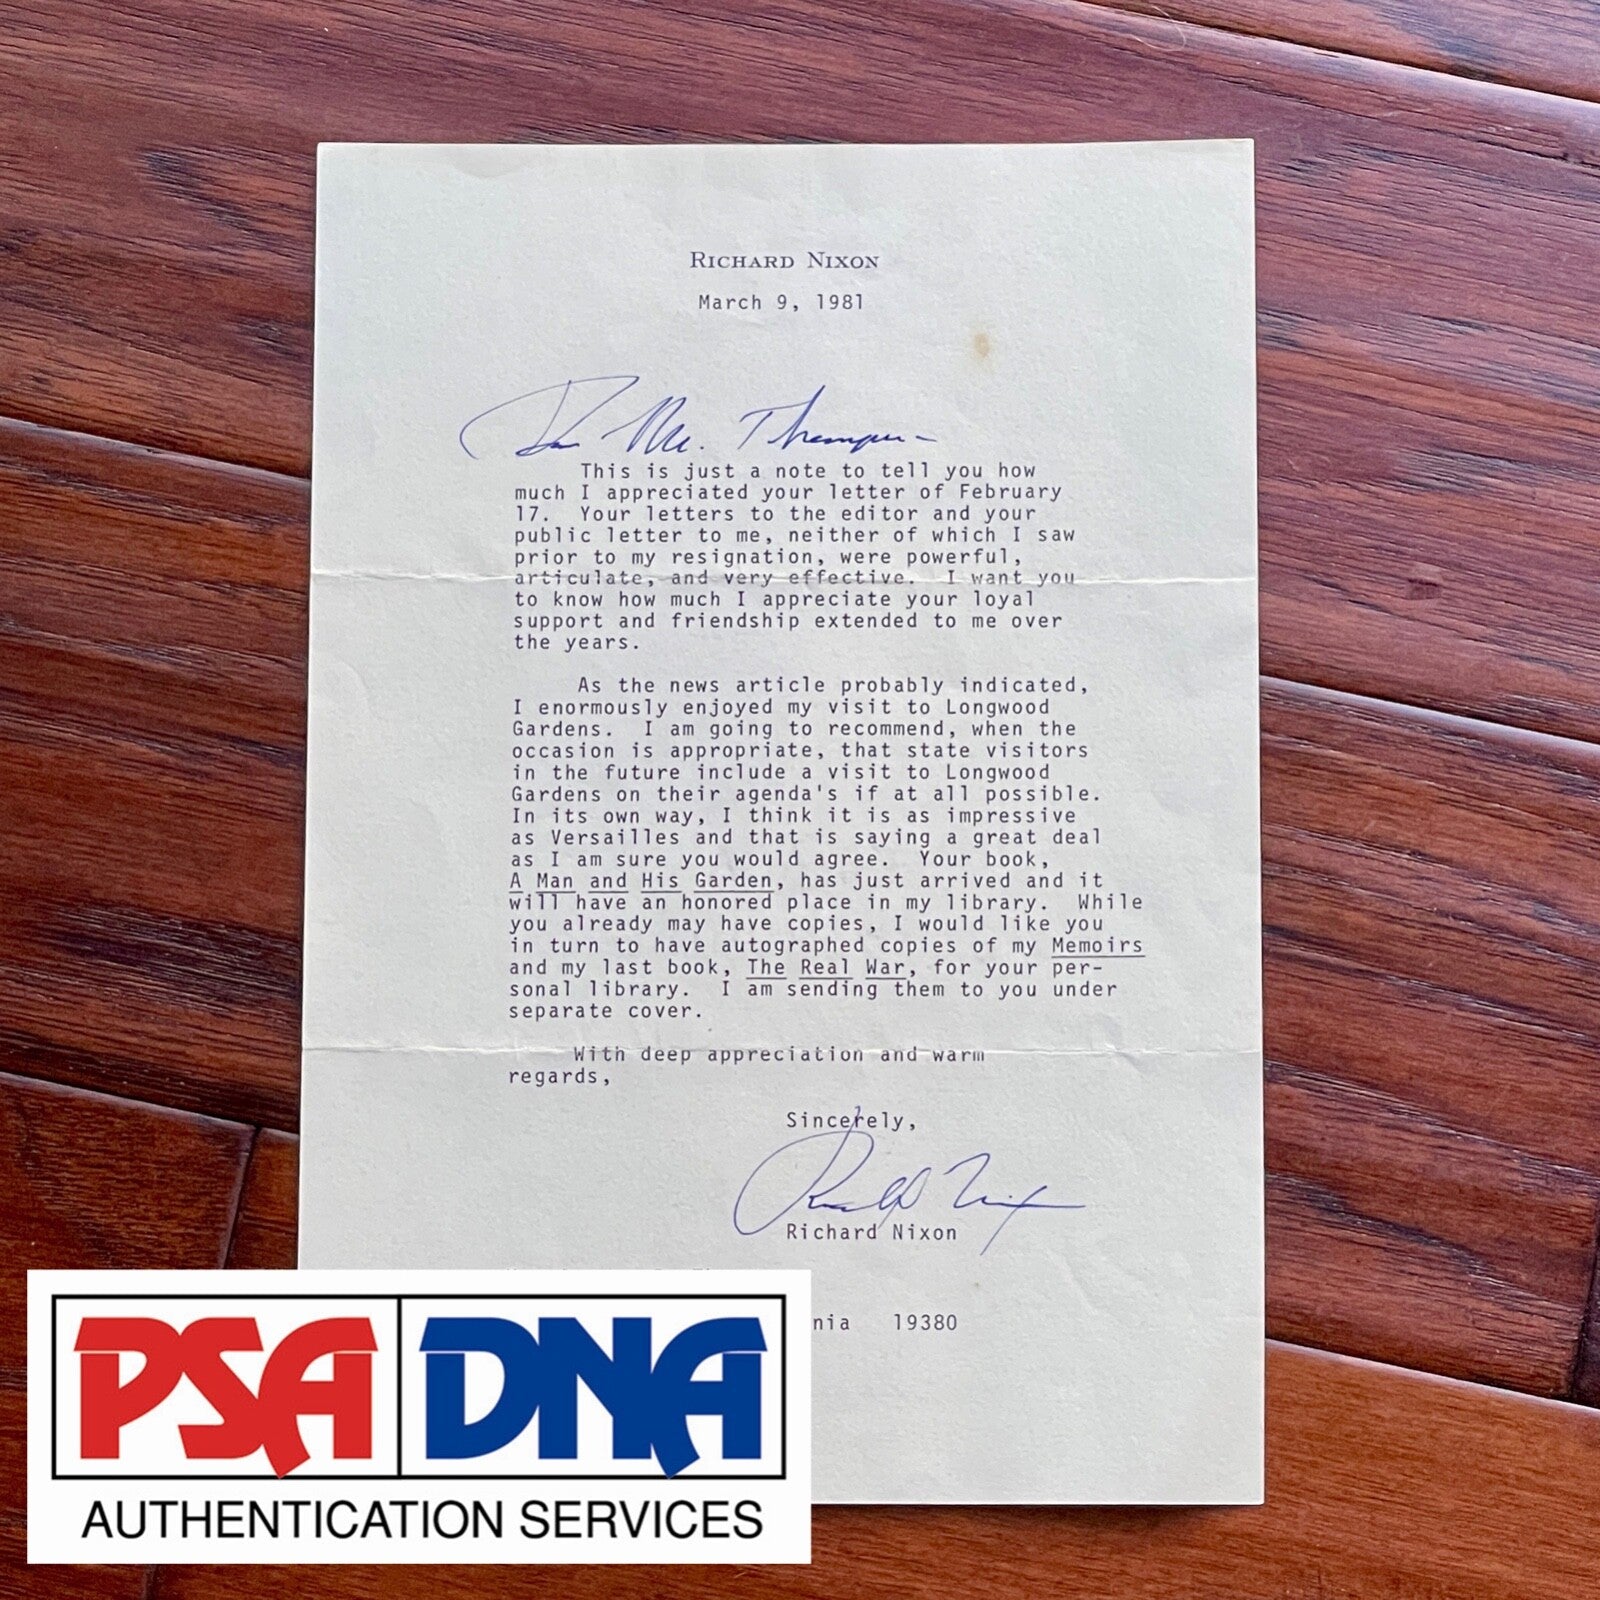 RICHARD NIXON
March 9, 1981
Dear Mr. Thompson
This is just a note to tell you how
much I appreciated your letter of February
17. Your letters to the editor and your
public letter to me, neither of which I saw
prior to my resignation, were powerful,
articulate, and very effective. I want you
to know how much I appreciate your loyal
support and friendship extended to me over
the years.
As the news article probably indicated,
I enormously enjoyed my visit to Longwood
Gardens. I am going to recommend, when the
occasion is appropriate, that state visitors
in the future include a visit to Longwood
Gardens on their agenda's if at all possible.
In its own way, I think it is as impressive
as Versailles and that is saying a great deal
as I am sure you would agree. Your book,
A Man and His Garden, has just arrived and it
will have an honored place in my library. While
you already may have copies, I would like you
in turn to have autographed copies of my Memoirs
and my last book, The Real War, for your per-
sonal library. I am sending them to you under
separate cover.
With deep appreciation and warm
regards,
Sincerely,
Richard Nixon
Richard Nixon
nia 19380
PSA DNA
AUTHENTICATION SERVICES